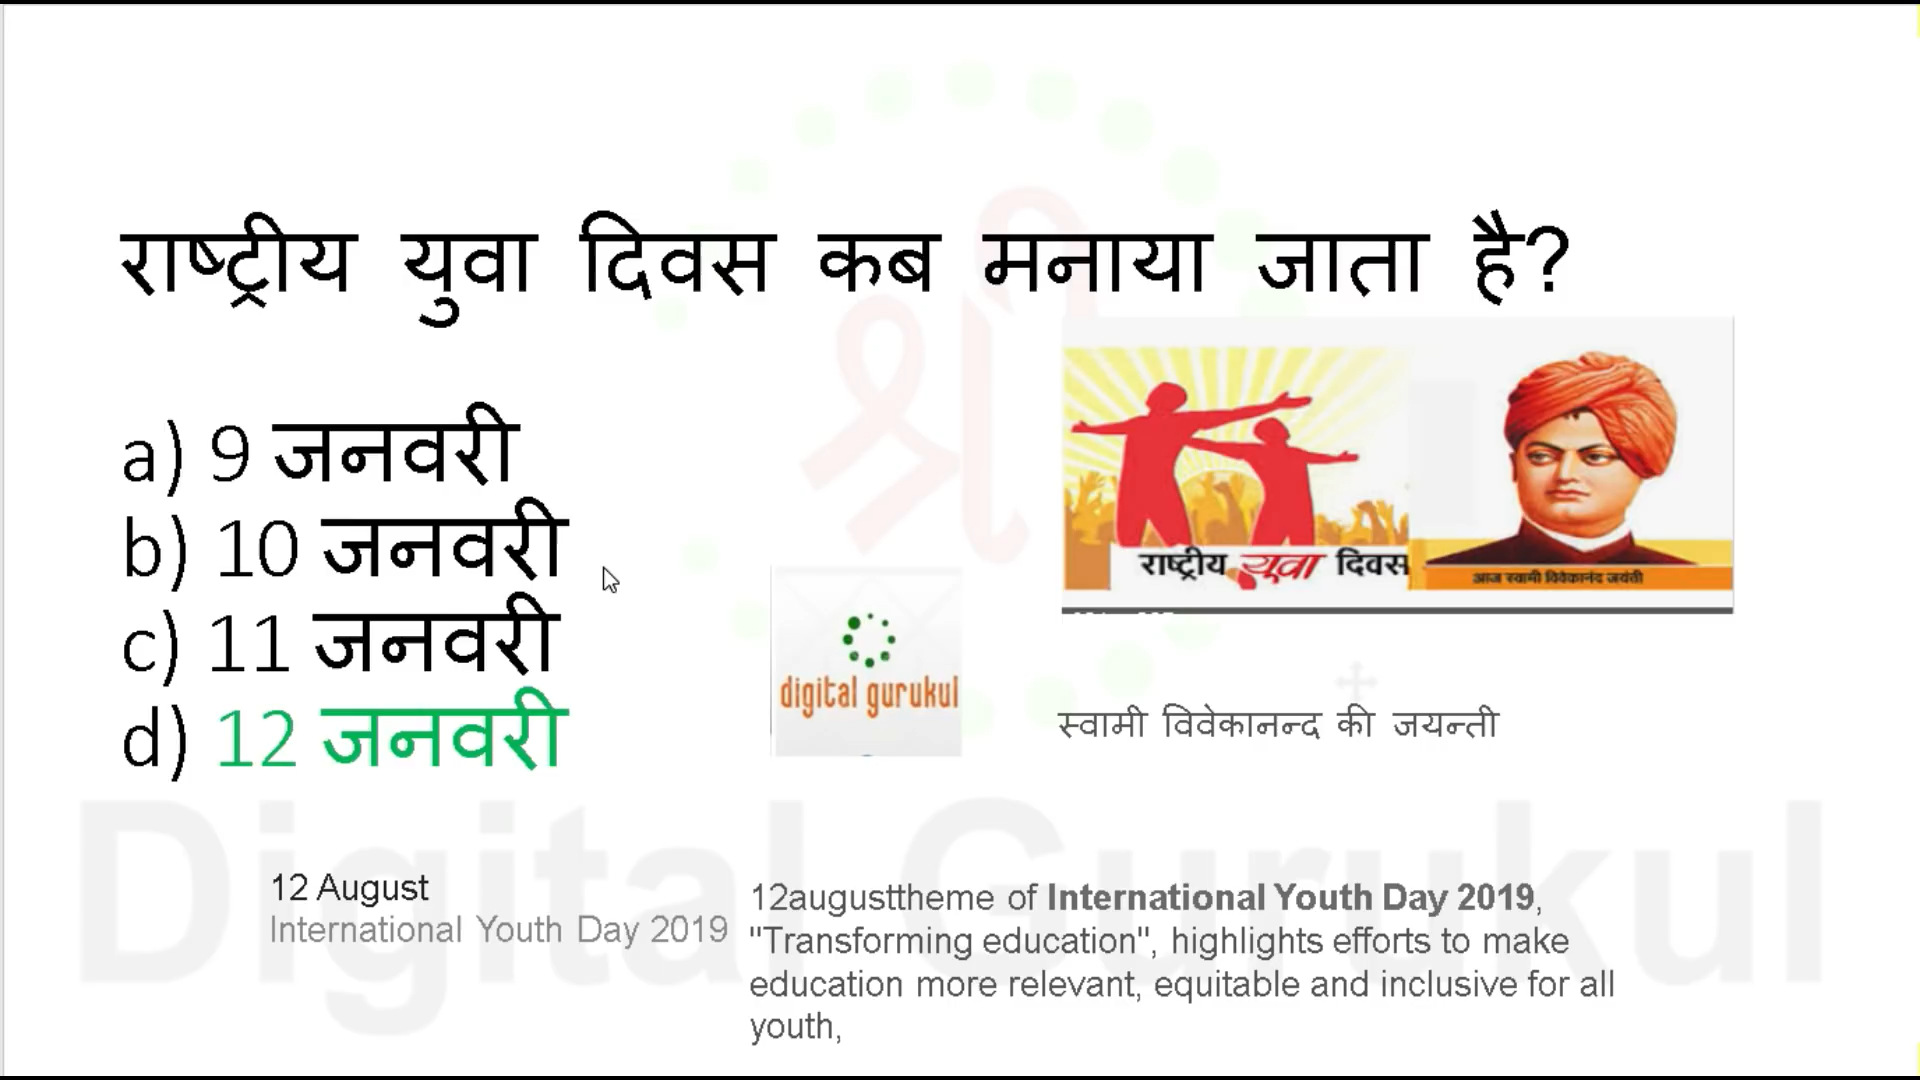 राष्ट्रीय युवा दिवस कब मनाया जाता है?
a) 9 जनवरी
b) 10 जनवरी
c) 11 जनवरी
d) 12 जनवरी
राष्ट्रीय युवा दिवस
आज स्वामी विवेकानंद जयंती
digital gurukul
स्वामी विवेकानन्द की जयन्ती
श्री
Digital Gurukul
12 August
International Youth Day 2019
12augusttheme of International Youth Day 2019,
"Transforming education", highlights efforts to make
education more relevant, equitable and inclusive for all
youth,